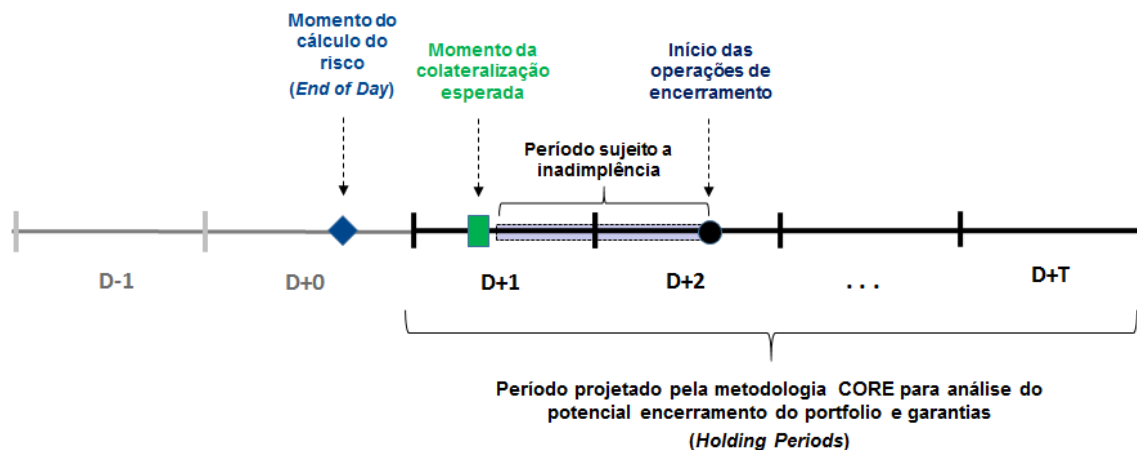 Momento do
cálculo do
risco
(End of Day)
Momento da
colateralização
esperada
Início das
operações de
encerramento
Período sujeito a
inadimplência
D-1
D+0
D+1
D+2
. . .
D+T
Período projetado pela metodologia CORE para análise do
potencial encerramento do portfolio e garantias
(Holding Periods)